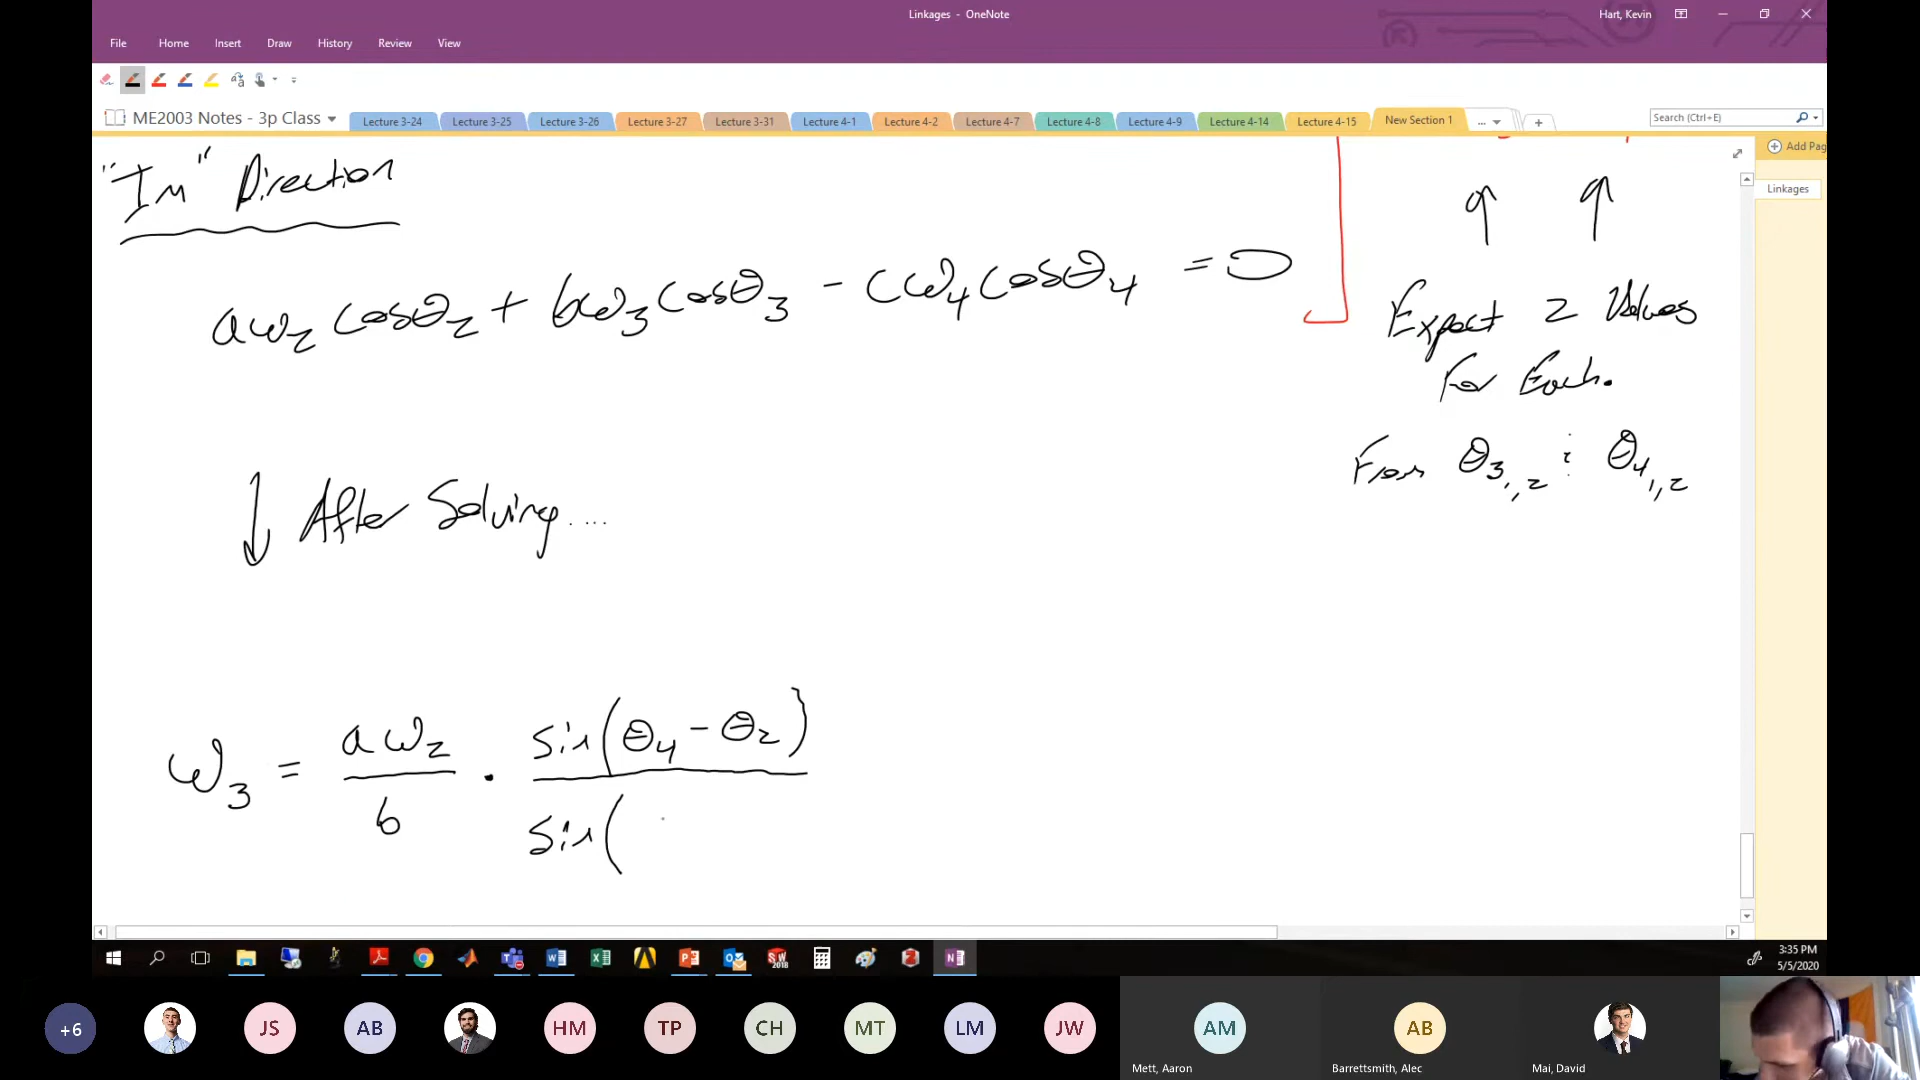 Linkages - OneNote
Hart, Kevin
File Home Insert Draw History Review View
ME2003 Notes - 3p Class
Lecture 3-24 Lecture 3-25 Lecture 3-26 Lecture 3-27 Lecture 3-31 Lecture 4-1 Lecture 4-2 Lecture 4-7 Lecture 4-8 Lecture 4-9 Lecture 4-14 Lecture 4-15 New Section 1 ...
Search (Ctrl+E)
Add Pag
Linkages
"Im" Direction
aω₂ cosθ₂ + bω₃ cosθ₃ - cω₄ cosθ₄ = 0
Expect 2 Values
For Each.
From θ₃₁,₂ : θ₄₁,₂
↓ After Solving....
ω₃ = aω₂/b · sin(θ₄ - θ₂)/sin(
3:35 PM
5/5/2020
+6 JS AB HM TP CH MT LM JW AM AB
Mett, Aaron
Barrettsmith, Alec
Mai, David